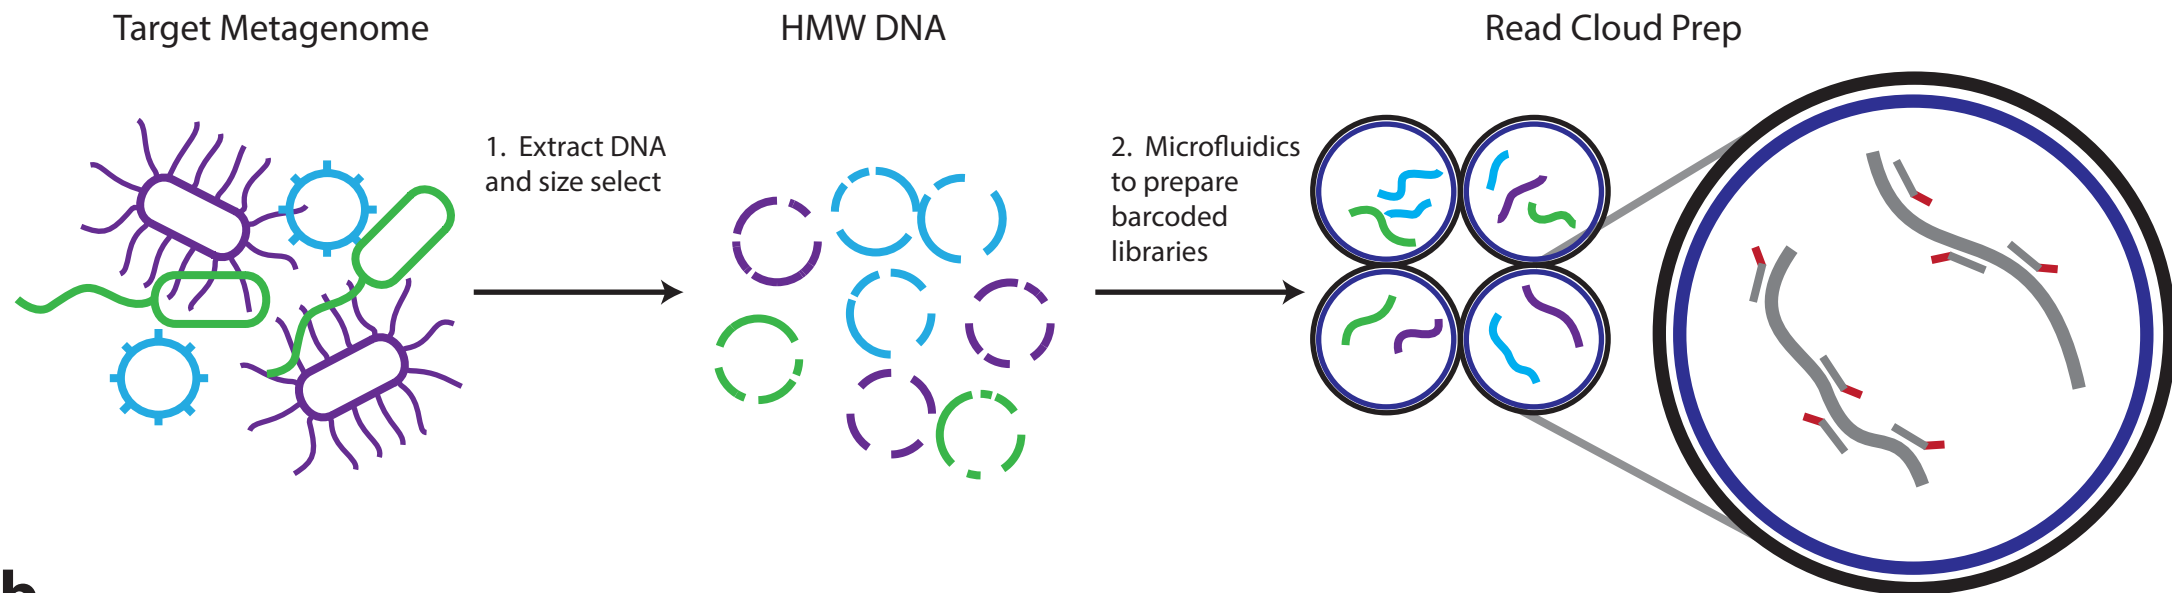 Target Metagenome
HMW DNA
Read Cloud Prep
1. Extract DNA
and size select
2. Microfluidics
to prepare
barcoded
libraries
b